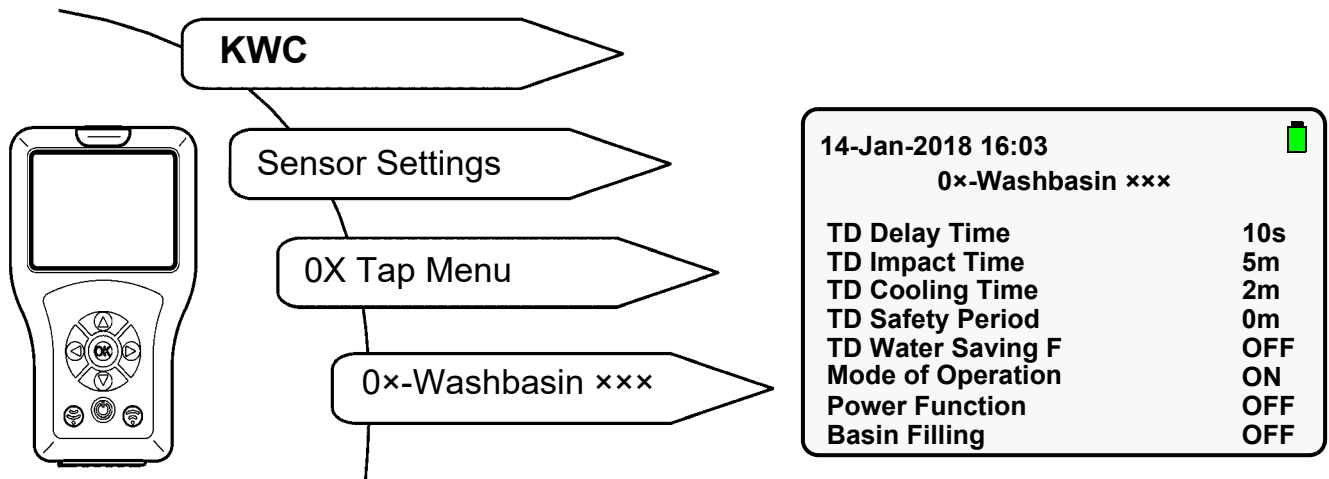 KWC
Sensor Settings
0X Tap Menu
0×-Washbasin ×××
OK
14-Jan-2018 16:03
0×-Washbasin ×××
TD Delay Time 10s
TD Impact Time 5m
TD Cooling Time 2m
TD Safety Period 0m
TD Water Saving F OFF
Mode of Operation ON
Power Function OFF
Basin Filling OFF